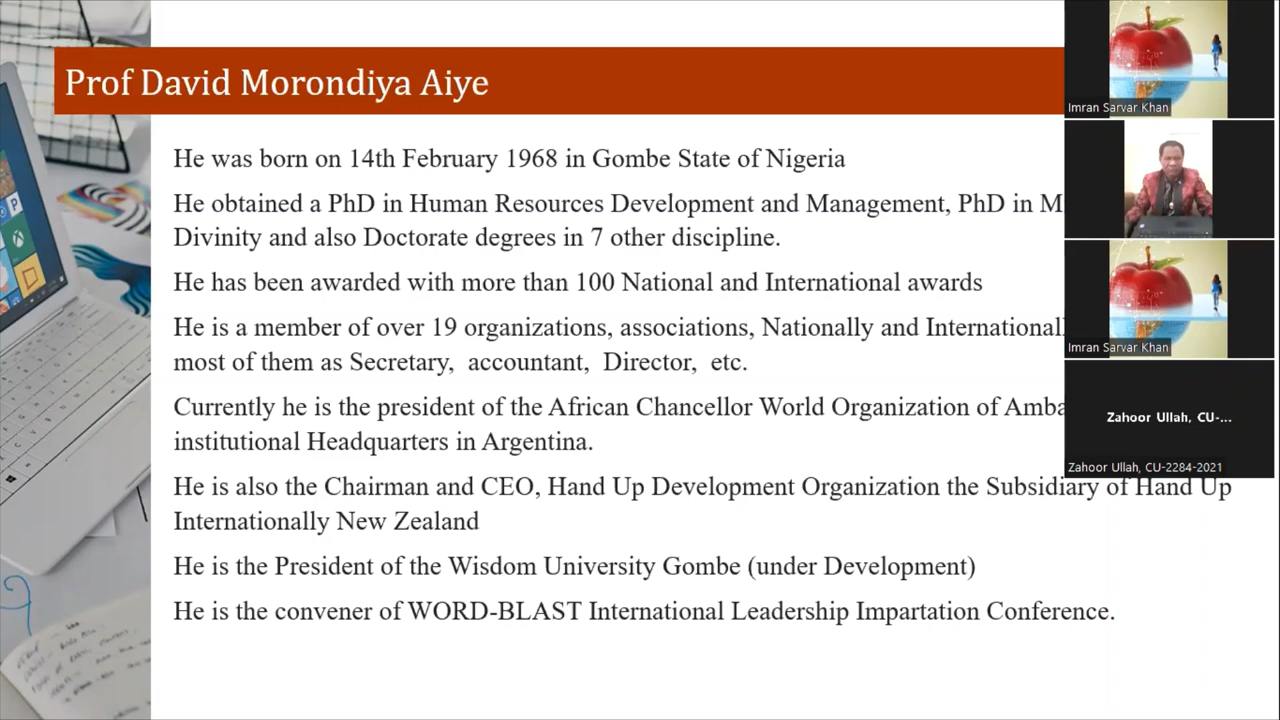 Prof David Morondiya Aiye
He was born on 14th February 1968 in Gombe State of Nigeria
He obtained a PhD in Human Resources Development and Management, PhD in
Divinity and also Doctorate degrees in 7 other discipline.
He has been awarded with more than 100 National and International awards
He is a member of over 19 organizations, associations, Nationally and
most of them as Secretary, accountant, Director, etc.
Currently he is the president of the African Chancellor World Organization of
institutional Headquarters in Argentina.
He is also the Chairman and CEO, Hand Up Development Organization the Subsidiary of Hand Up
Internationally New Zealand
He is the President of the Wisdom University Gombe (under Development)
He is the convener of WORD-BLAST International Leadership Impartation Conference.
Imran Sarvar Khan
Imran Sarvar Khan
Zahoor Ullah, CU-...
Zahoor Ullah, CU-2284-2021